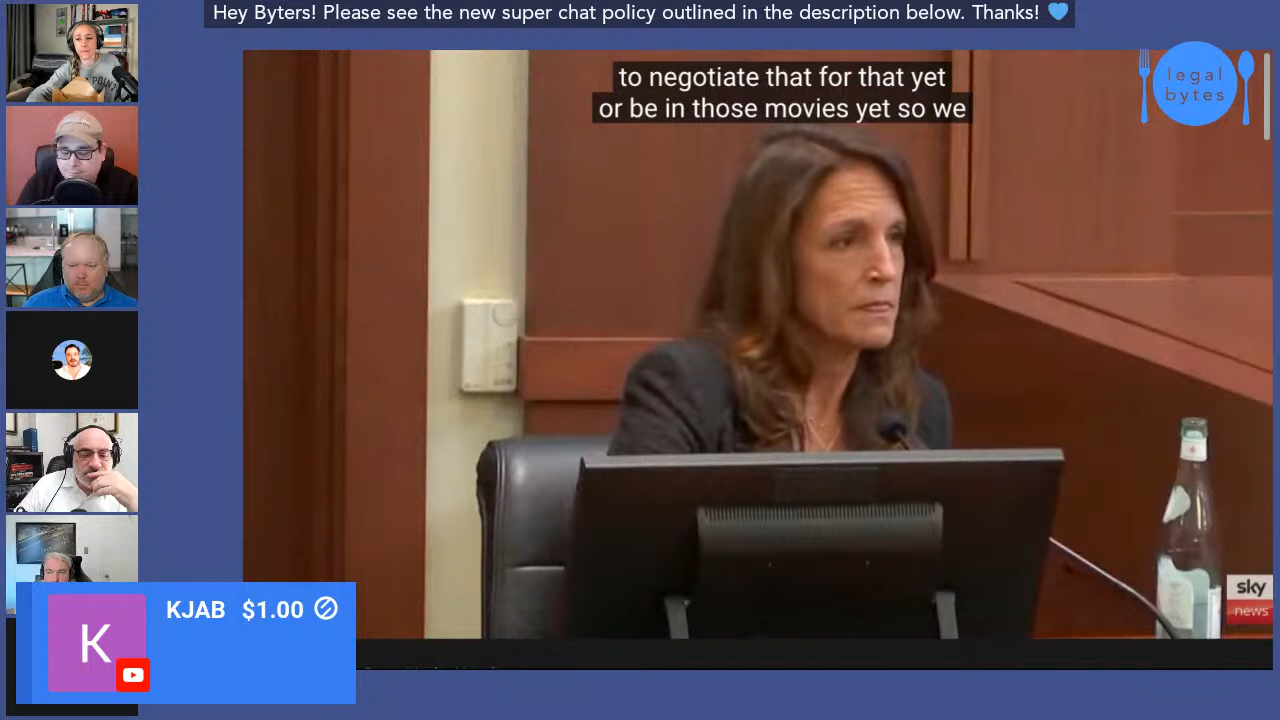 Hey Byters! Please see the new super chat policy outlined in the description below. Thanks! 💙
to negotiate that for that yet
or be in those movies yet so we
legal
bytes
sky
news
KJAB $1.00
K